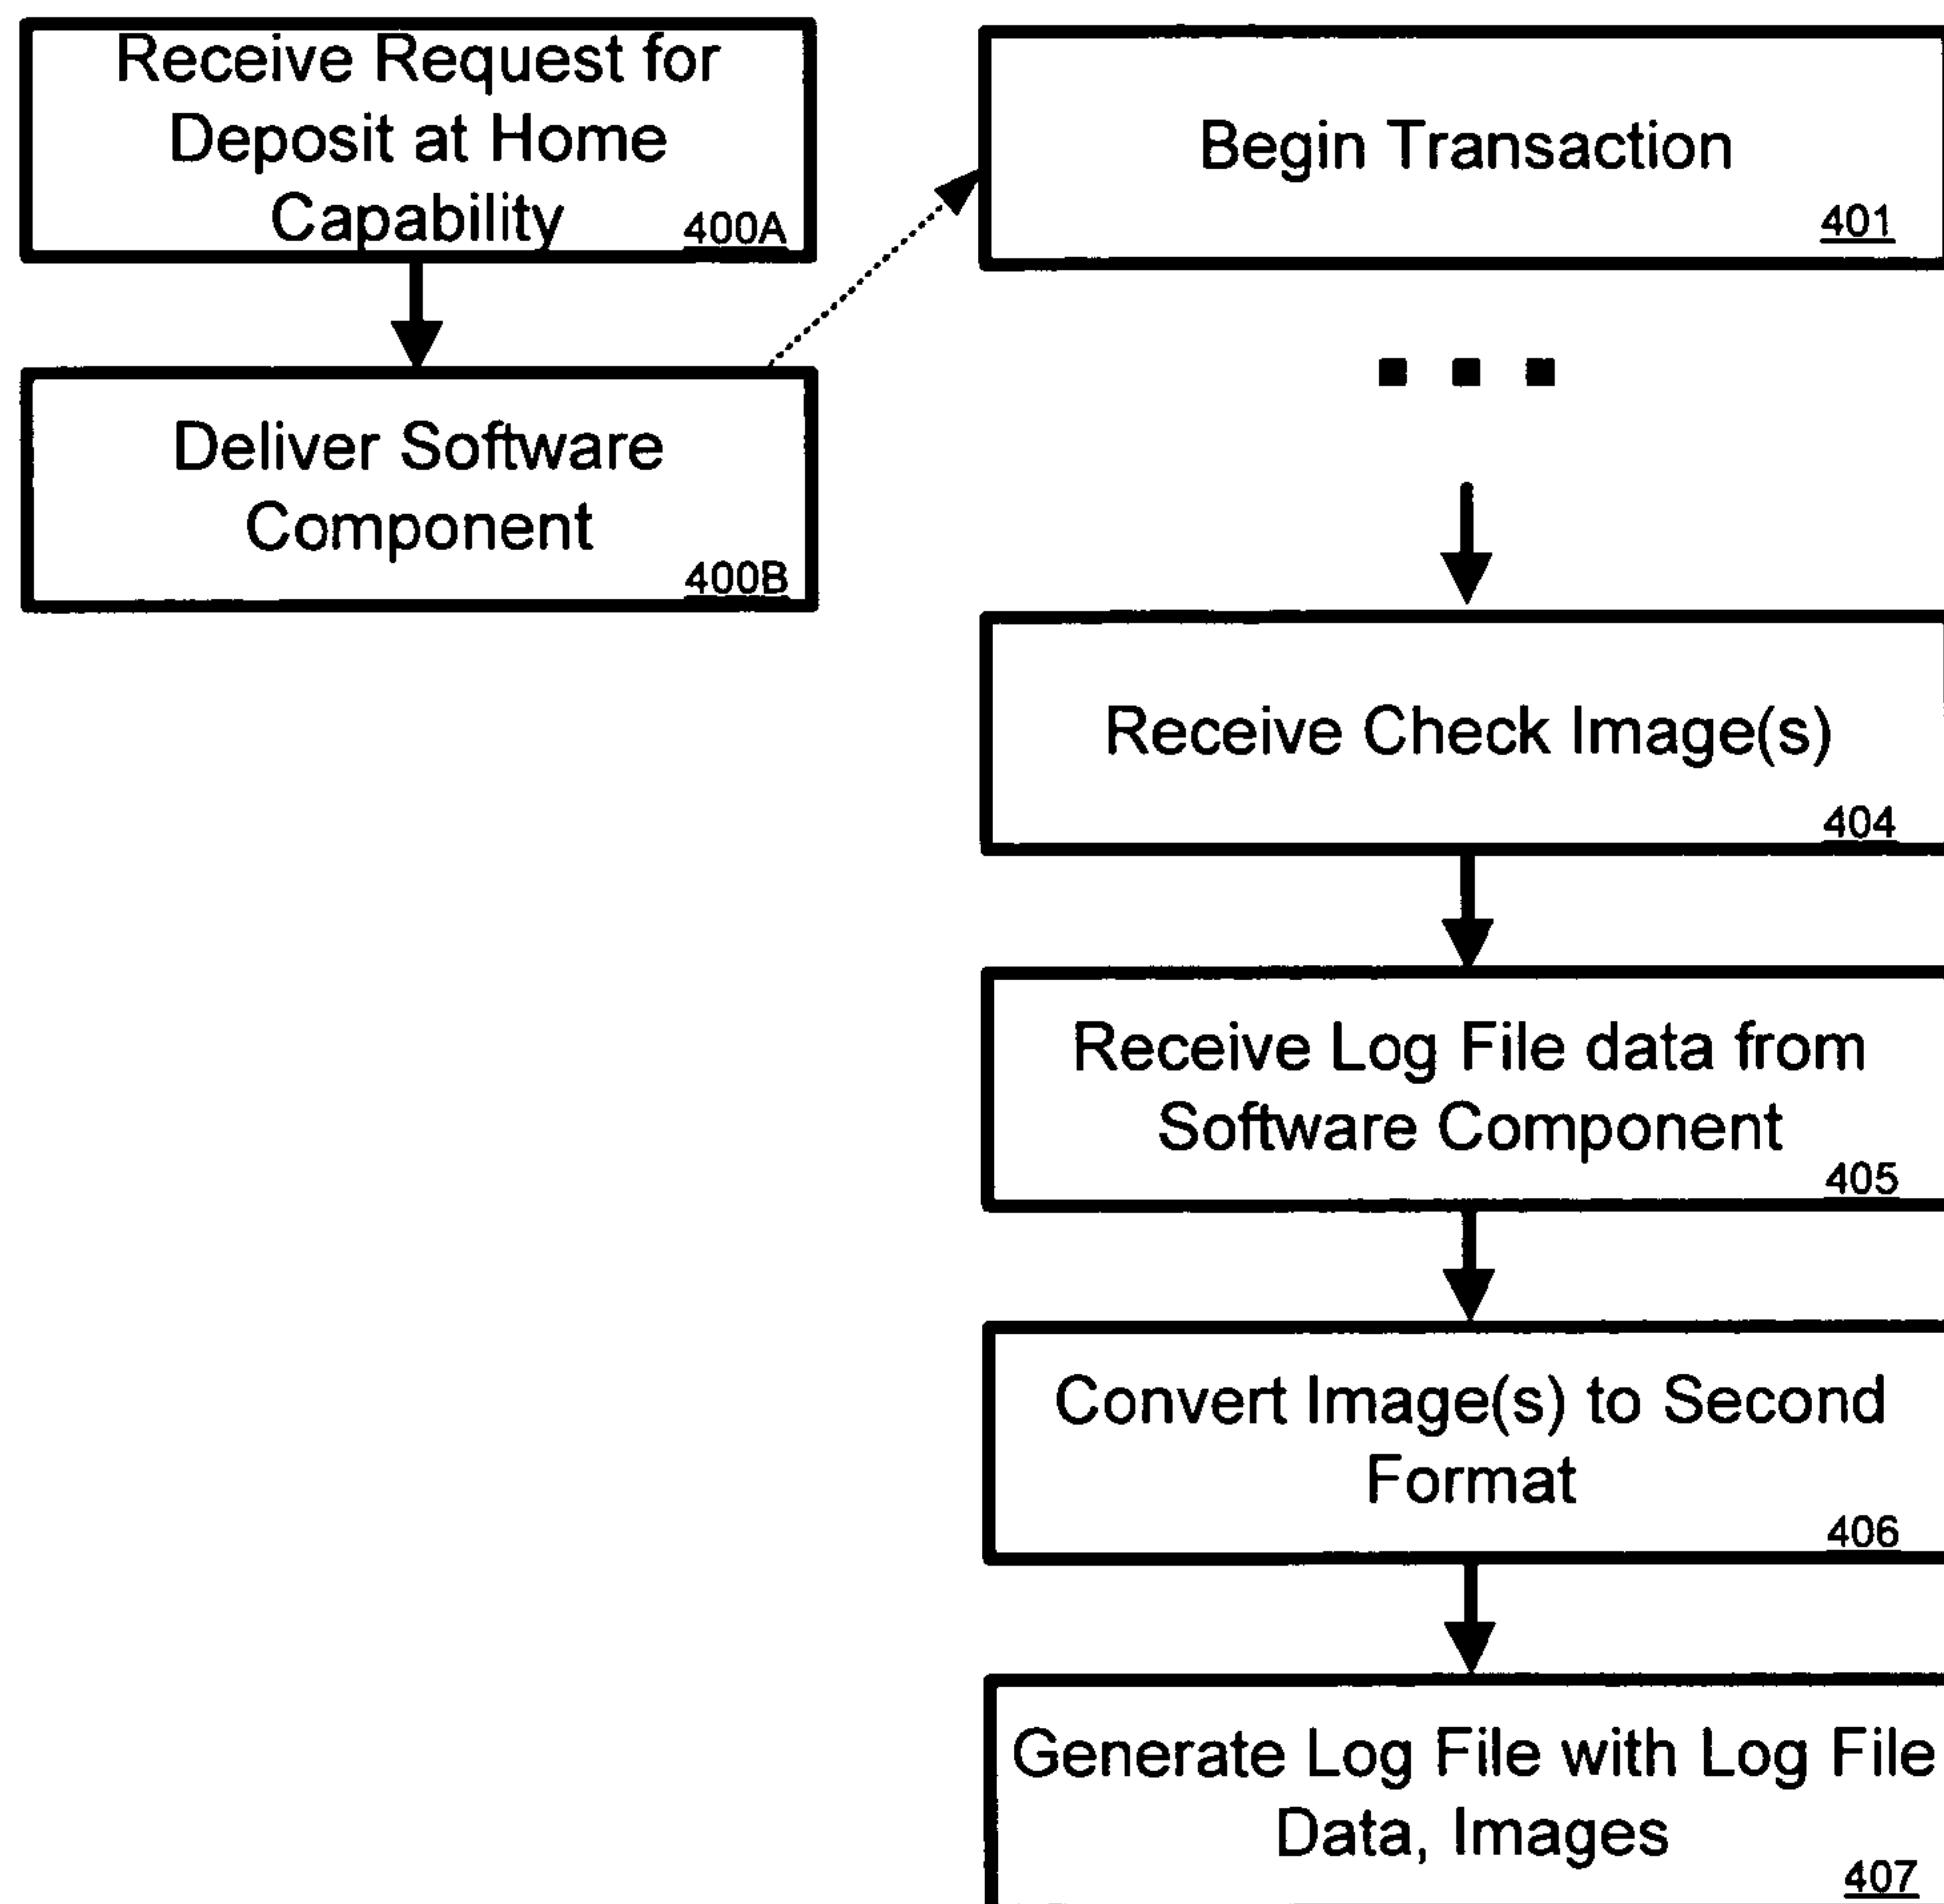 Receive Request for
Deposit at Home
Capability
400A
Deliver Software
Component
400B
Begin Transaction
401
Receive Check Image(s)
404
Receive Log File data from
Software Component
405
Convert Image(s) to Second
Format
406
Generate Log File with Log File
Data, Images
407